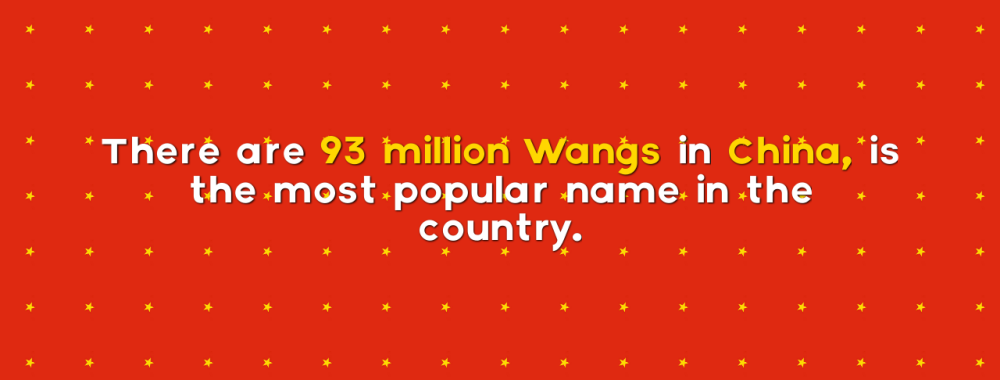 There are 93 million Wangs in China, is
the most popular name in the
country.